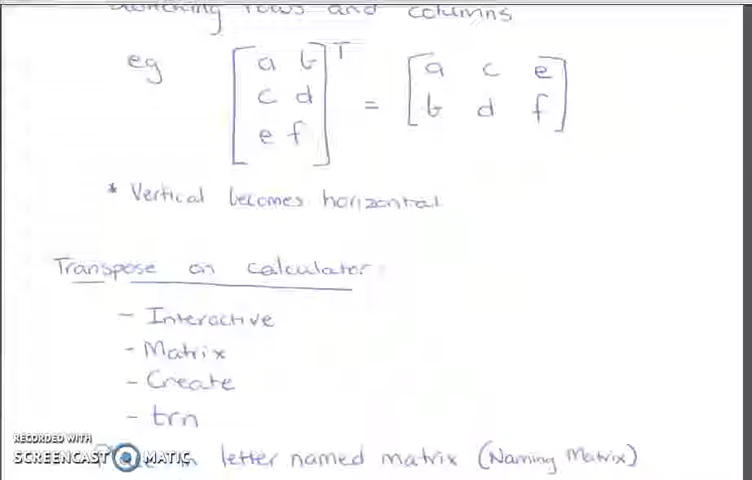 switching rows and columns
eg [a b]T = [a c e]
[c d] [b d f]
[e f]
* Vertical becomes horizontal
Transpose on calculator
- Interactive
- Matrix
- Create
- trn
letter named matrix (Naming Matrix)
RECORDED WITH
SCREENCAST MATIC